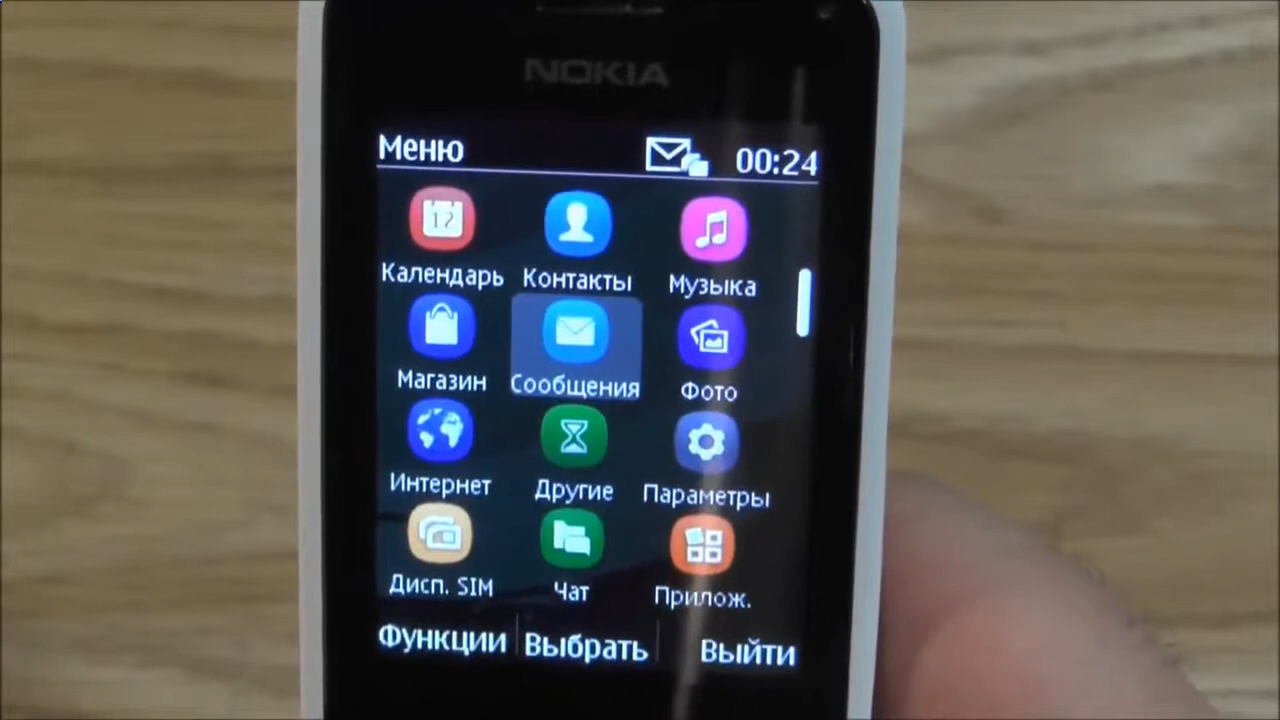 NOKIA
Меню 00:24
12
Календарь Контакты Музыка
Магазин Сообщения Фото
Интернет Другие Параметры
Дисп. SIM Чат Прилож.
Функции Выбрать Выйти